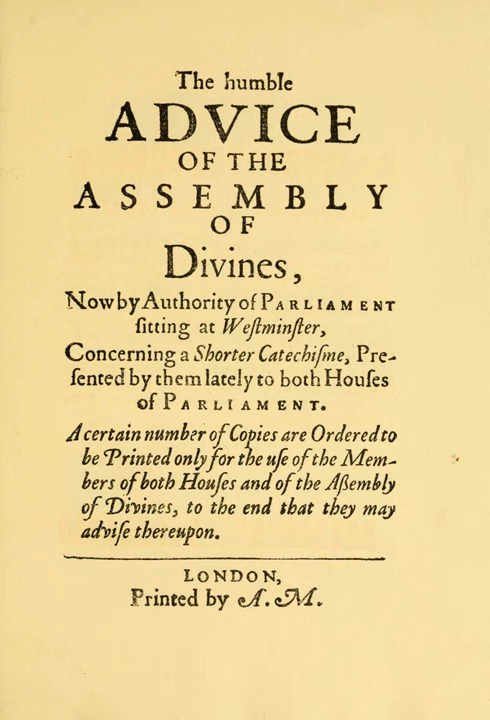 The humble
ADVICE
OF THE
ASSEMBLY
OF
Divines,
Now by Authority of PARLIAMENT
ſitting at Weſtminſter,
Concerning a Shorter Catechiſme, Pre-
ſented by them lately to both Houſes
of PARLIAMENT.
A certain number of Copies are Ordered to
be Printed only for the uſe of the Mem-
bers of both Houſes and of the Aßembly
of Divines, to the end that they may
adviſe thereupon.
LONDON,
Printed by A. M.